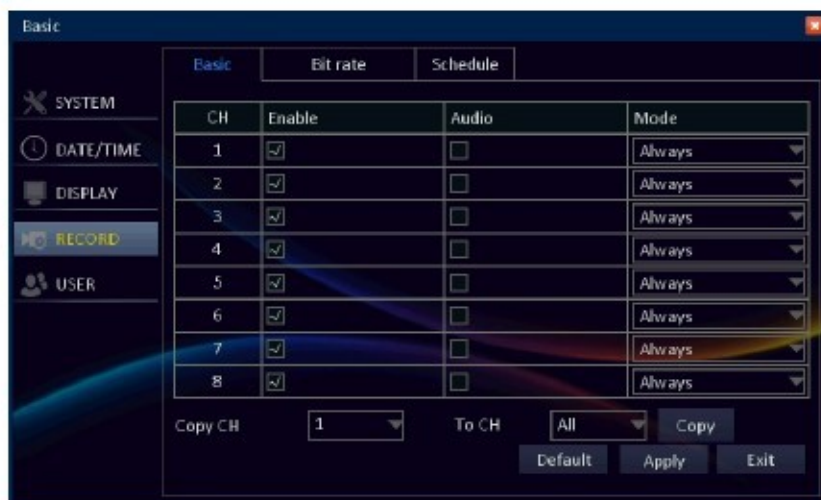 Basic
Basic Bit rate Schedule
SYSTEM
DATE/TIME
DISPLAY
RECORD
USER
CH Enable Audio Mode
1 Always
2 Always
3 Always
4 Always
5 Always
6 Always
7 Always
8 Always
Copy CH 1 To CH All Copy
Default Apply Exit